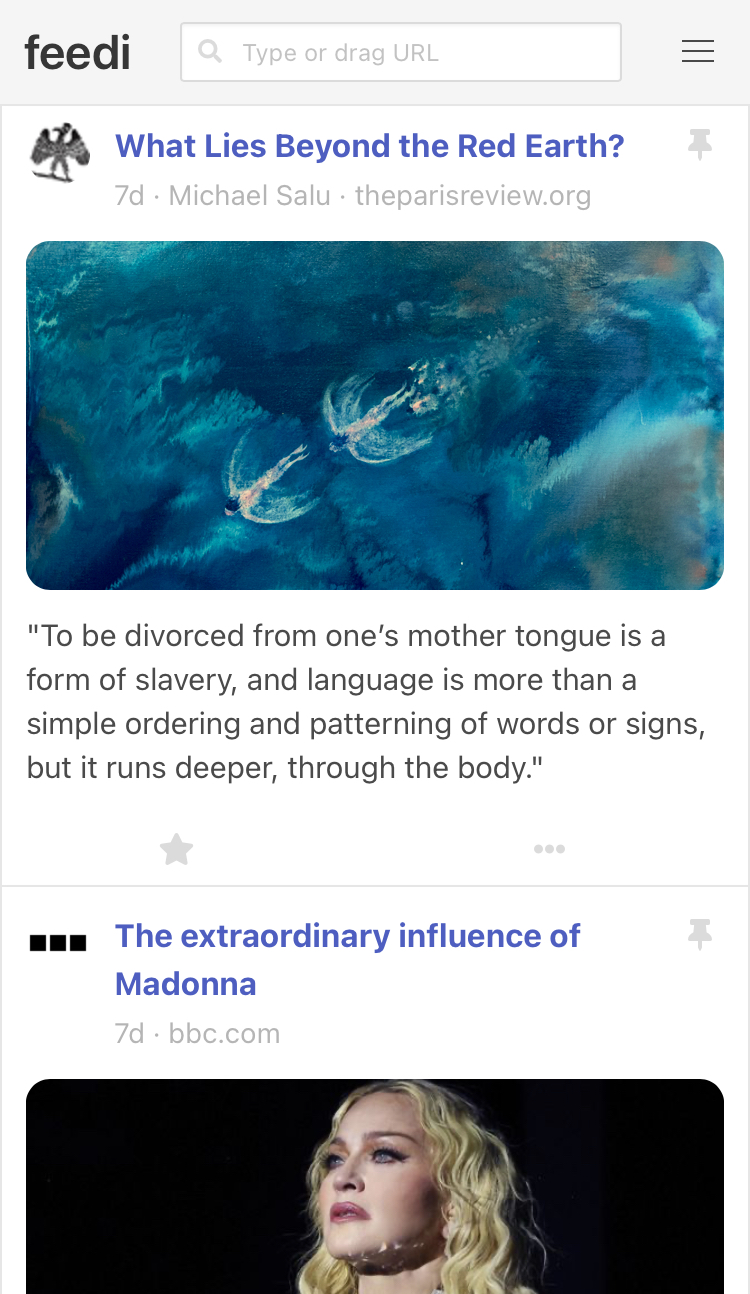 feedi
Type or drag URL
What Lies Beyond the Red Earth?
7d · Michael Salu · theparisreview.org
"To be divorced from one’s mother tongue is a
form of slavery, and language is more than a
simple ordering and patterning of words or signs,
but it runs deeper, through the body."
The extraordinary influence of
Madonna
7d · bbc.com